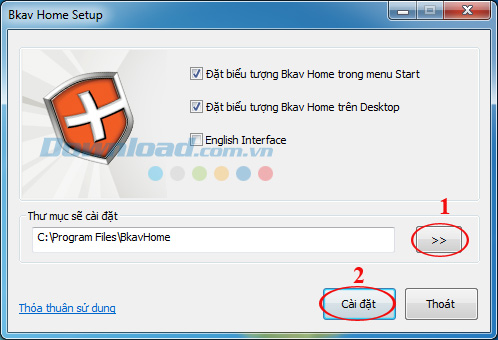 Bkav Home Setup
Đặt biểu tượng Bkav Home trong menu Start
Đặt biểu tượng Bkav Home trên Desktop
English Interface
Download.com.vn
Thư mục sẽ cài đặt
1
C:\Program Files\BkavHome
>>
2
Thỏa thuân sử dung
Cài đặt
Thoát